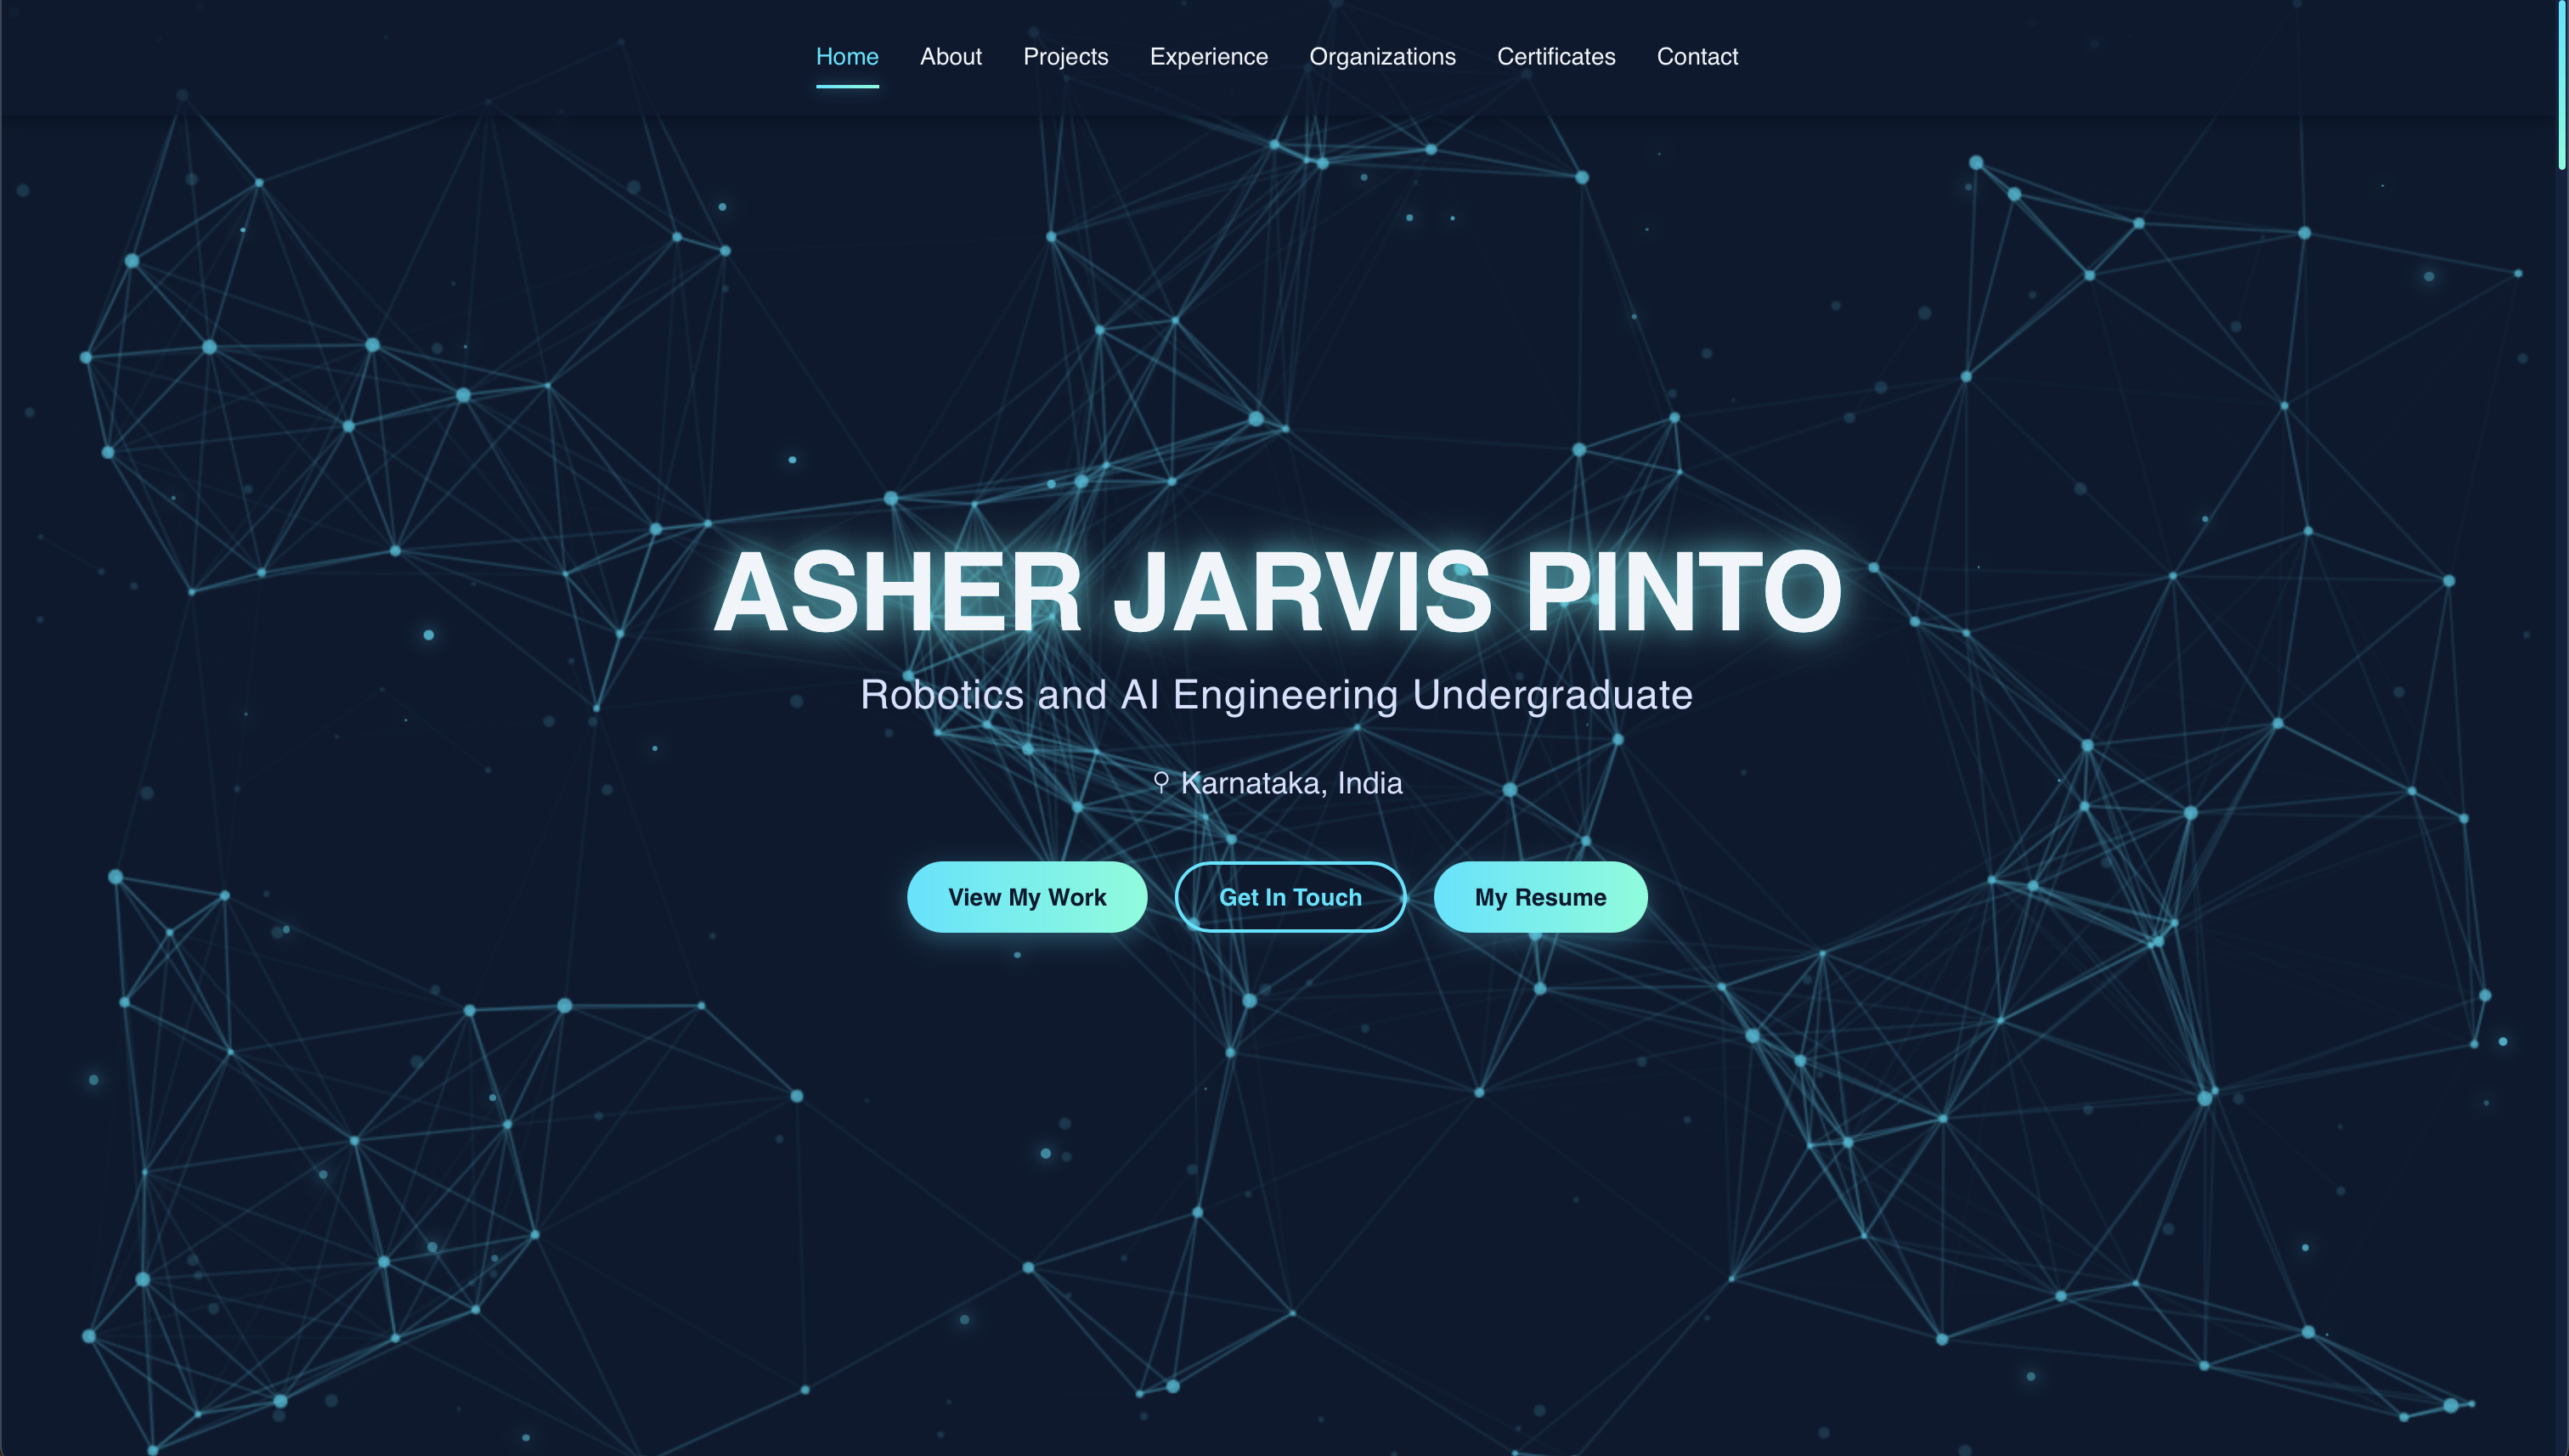 Home About Projects Experience Organizations Certificates Contact
ASHER JARVIS PINTO
Robotics and AI Engineering Undergraduate
Karnataka, India
View My Work Get In Touch My Resume